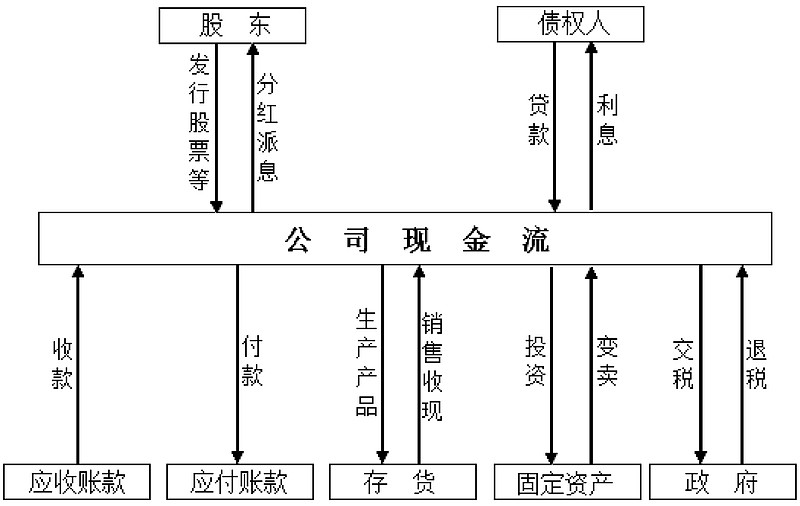 股 东
债权人
发行股票等
分红派息
贷款
利息
公司现金流
收款
付款
生产产品
销售收现
投资
变卖
交税
退税
应收账款
应付账款
存 货
固定资产
政 府